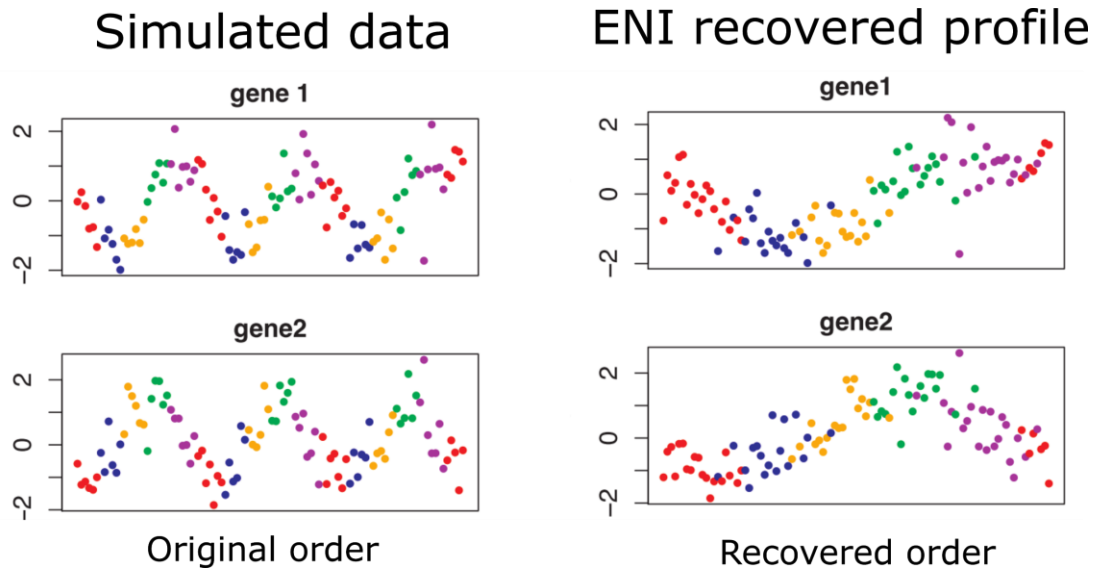 Simulated data
ENI recovered profile
gene 1
2
0
-2
gene1
2
0
-2
gene2
2
0
-2
gene2
2
0
-2
Original order
Recovered order